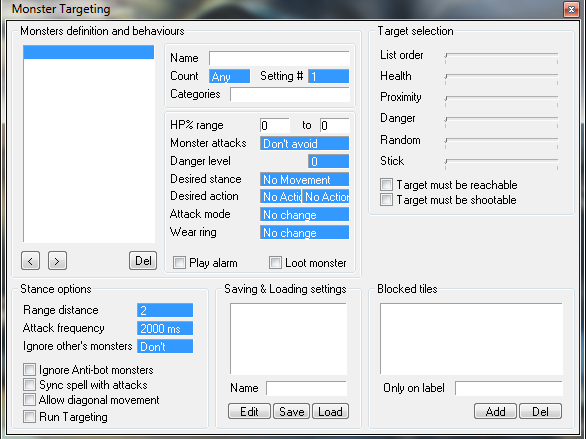 Monster Targeting
Monsters definition and behaviours
Name
Count Any Setting # 1
Categories
HP% range 0 to 0
Monster attacks Don't avoid
Danger level 0
Desired stance No Movement
Desired action No Actio No Action
Attack mode No change
Wear ring No change
Play alarm Loot monster
< > Del
Target selection
List order
Health
Proximity
Danger
Random
Stick
Target must be reachable
Target must be shootable
Stance options
Range distance 2
Attack frequency 2000 ms
Ignore other's monsters Don't
Ignore Anti-bot monsters
Sync spell with attacks
Allow diagonal movement
Run Targeting
Saving & Loading settings
Name
Edit Save Load
Blocked tiles
Only on label
Add Del